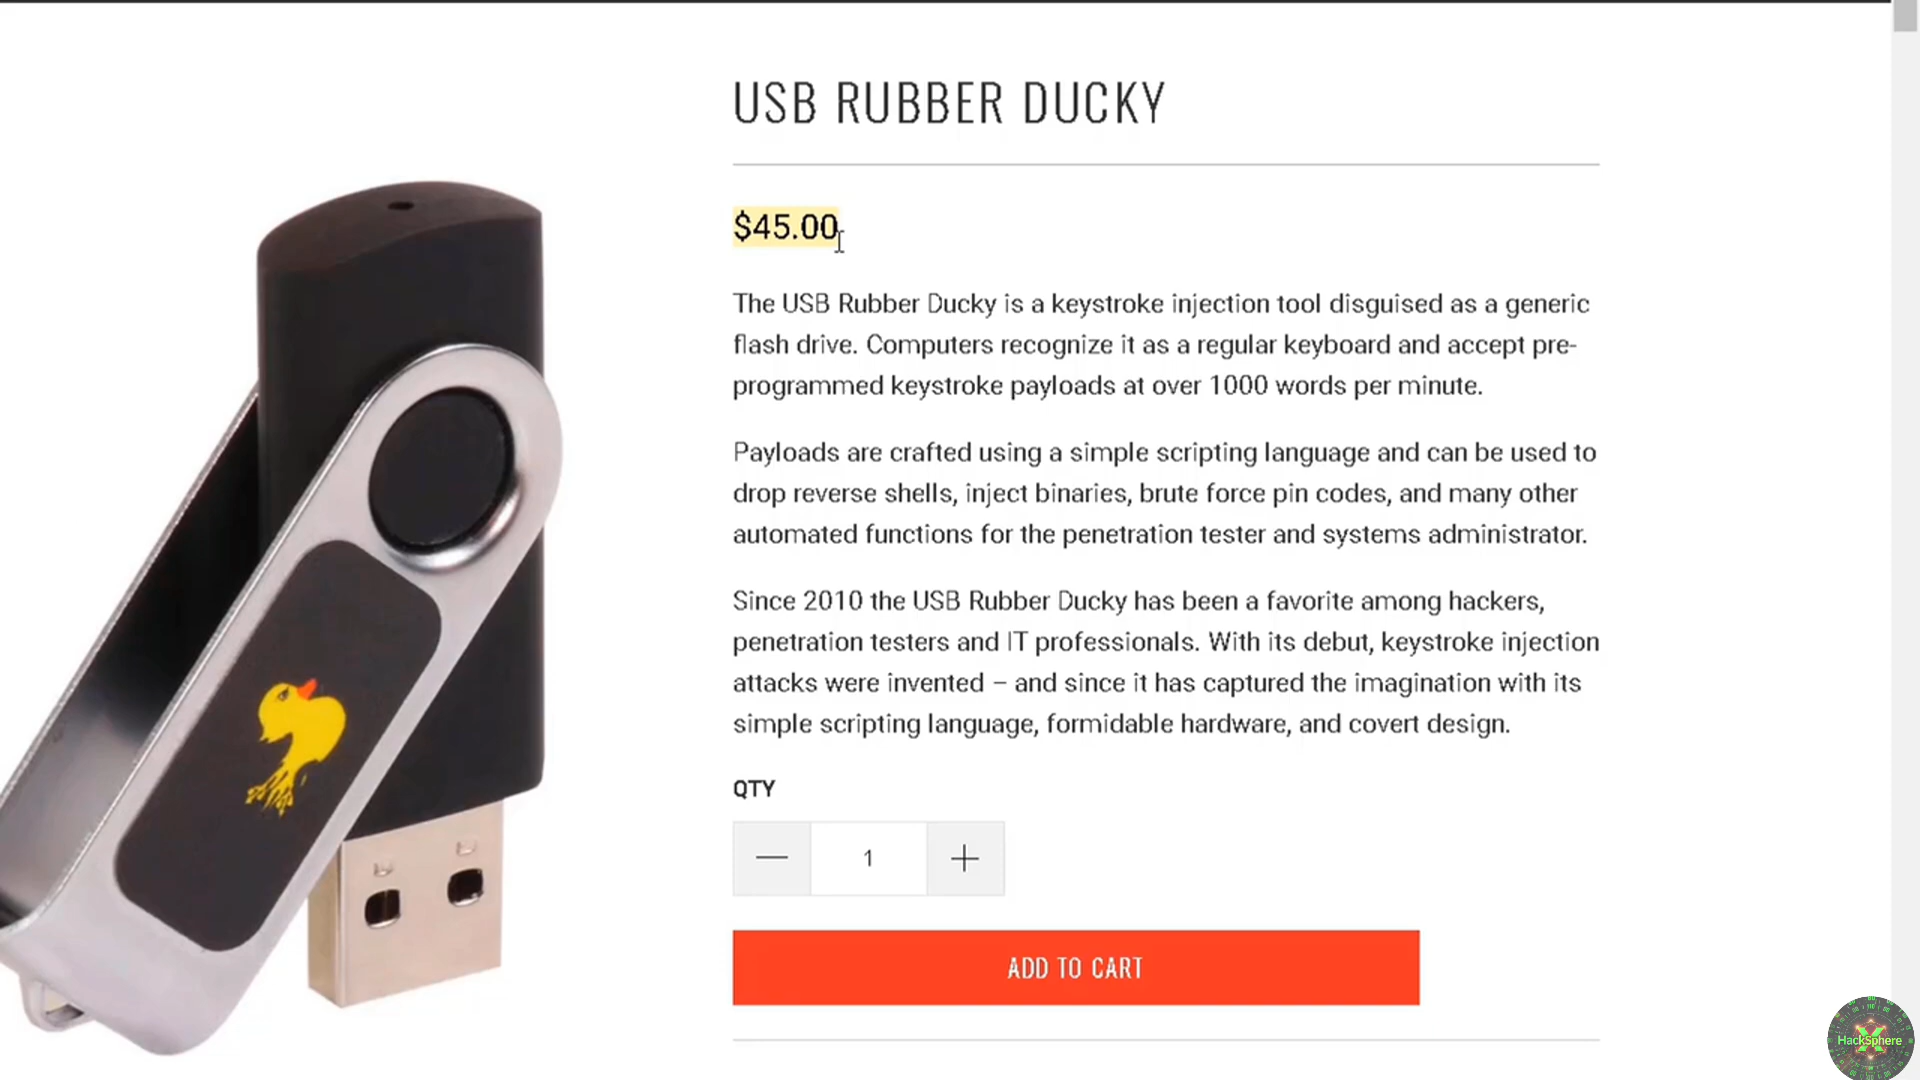 USB RUBBER DUCKY
$45.00
The USB Rubber Ducky is a keystroke injection tool disguised as a generic
flash drive. Computers recognize it as a regular keyboard and accept pre-
programmed keystroke payloads at over 1000 words per minute.
Payloads are crafted using a simple scripting language and can be used to
drop reverse shells, inject binaries, brute force pin codes, and many other
automated functions for the penetration tester and systems administrator.
Since 2010 the USB Rubber Ducky has been a favorite among hackers,
penetration testers and IT professionals. With its debut, keystroke injection
attacks were invented – and since it has captured the imagination with its
simple scripting language, formidable hardware, and covert design.
QTY
1
ADD TO CART
HackSphere